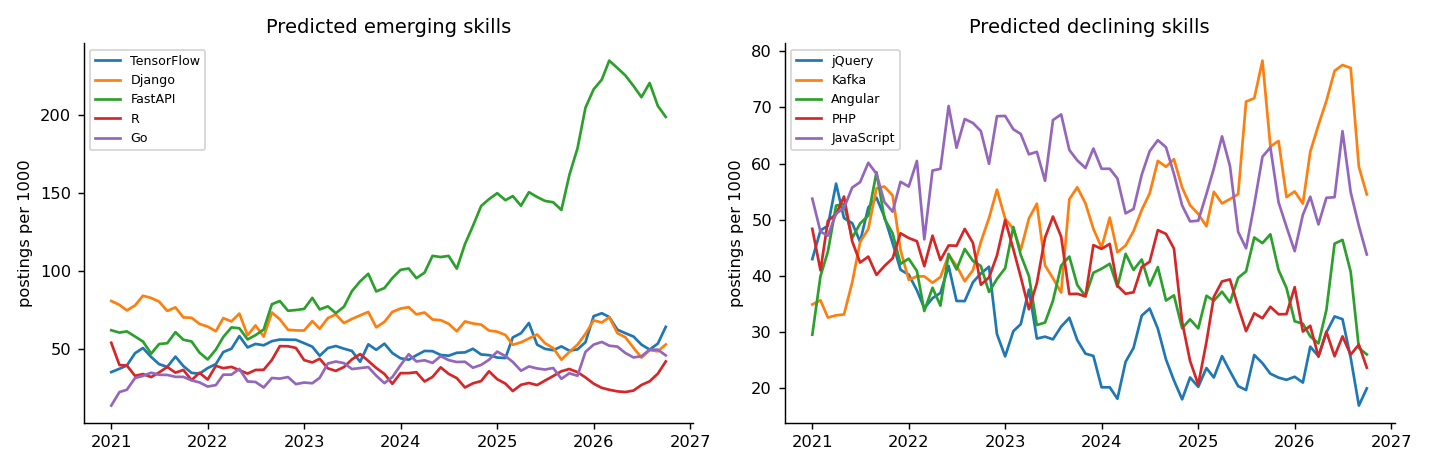 Predicted emerging skills
postings per 1000
200
150
100
50
TensorFlow
Django
FastAPI
R
Go
2021
2022
2023
2024
2025
2026
2027
Predicted declining skills
postings per 1000
80
70
60
50
40
30
20
jQuery
Kafka
Angular
PHP
JavaScript
2021
2022
2023
2024
2025
2026
2027